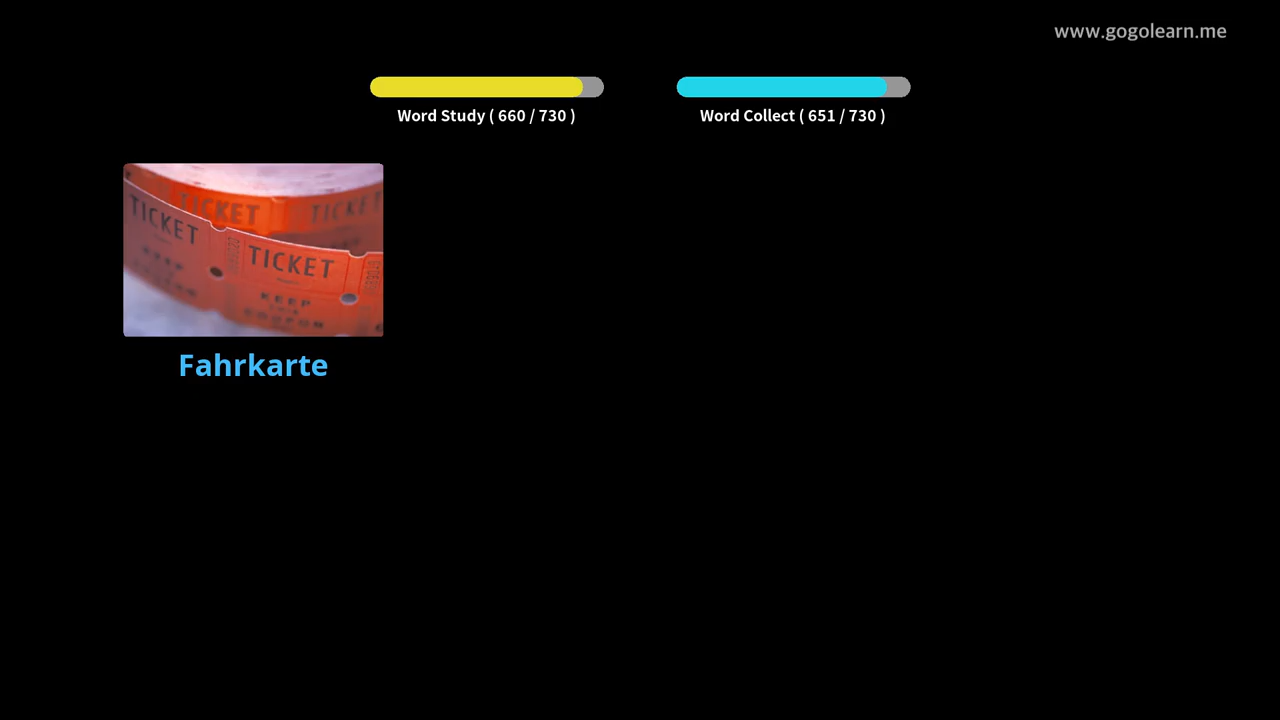 www.gogolearn.me
Word Study ( 660 / 730 )
Word Collect ( 651 / 730 )
TICKET
TICKET
TICKET
TICKET
KEEP
Fahrkarte